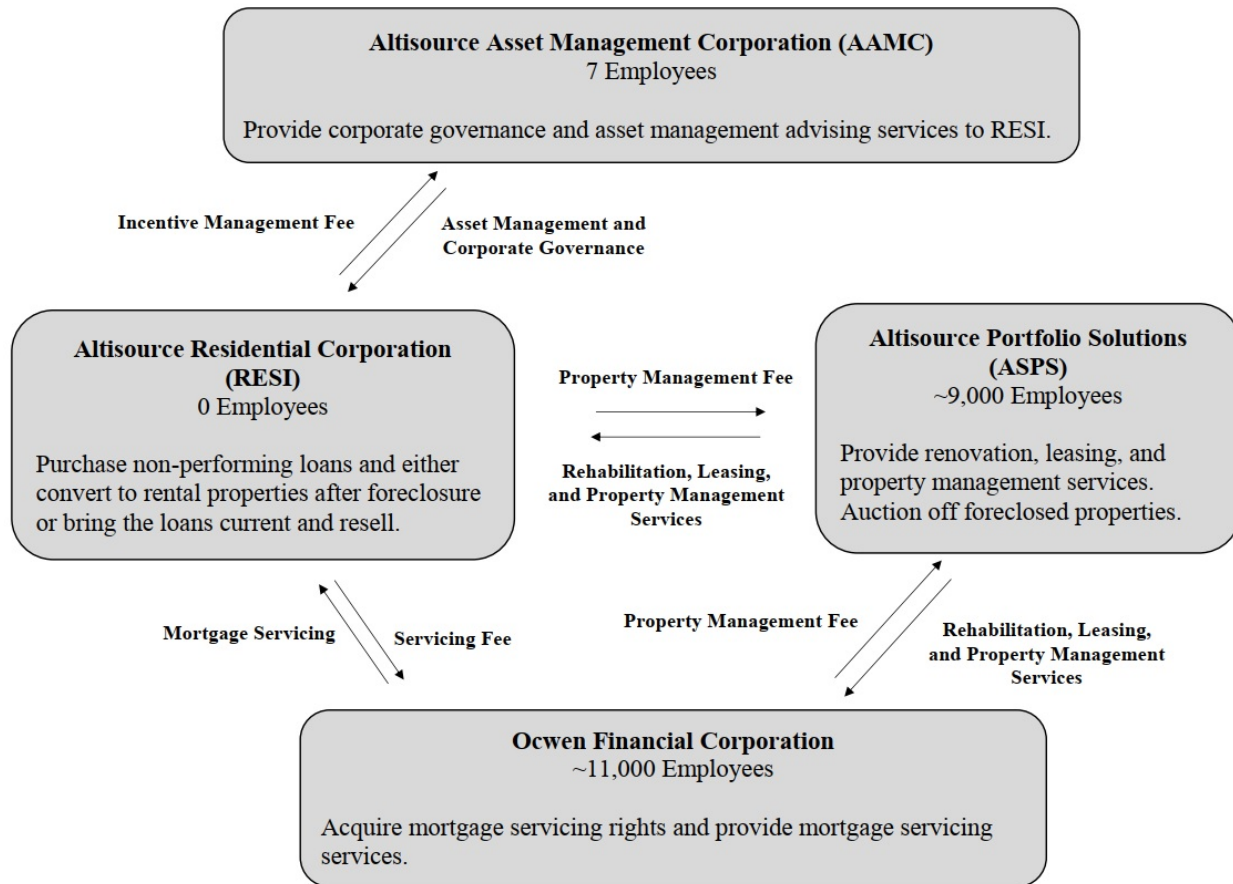 Altisource Asset Management Corporation (AAMC)
7 Employees
Provide corporate governance and asset management advising services to RESI.
Incentive Management Fee
Asset Management and
Corporate Governance
Altisource Residential Corporation
(RESI)
0 Employees
Purchase non-performing loans and either
convert to rental properties after foreclosure
or bring the loans current and resell.
Property Management Fee
Rehabilitation, Leasing,
and Property Management
Services
Altisource Portfolio Solutions
(ASPS)
~9,000 Employees
Provide renovation, leasing, and
property management services.
Auction off foreclosed properties.
Mortgage Servicing
Servicing Fee
Property Management Fee
Rehabilitation, Leasing,
and Property Management
Services
Ocwen Financial Corporation
~11,000 Employees
Acquire mortgage servicing rights and provide mortgage servicing
services.